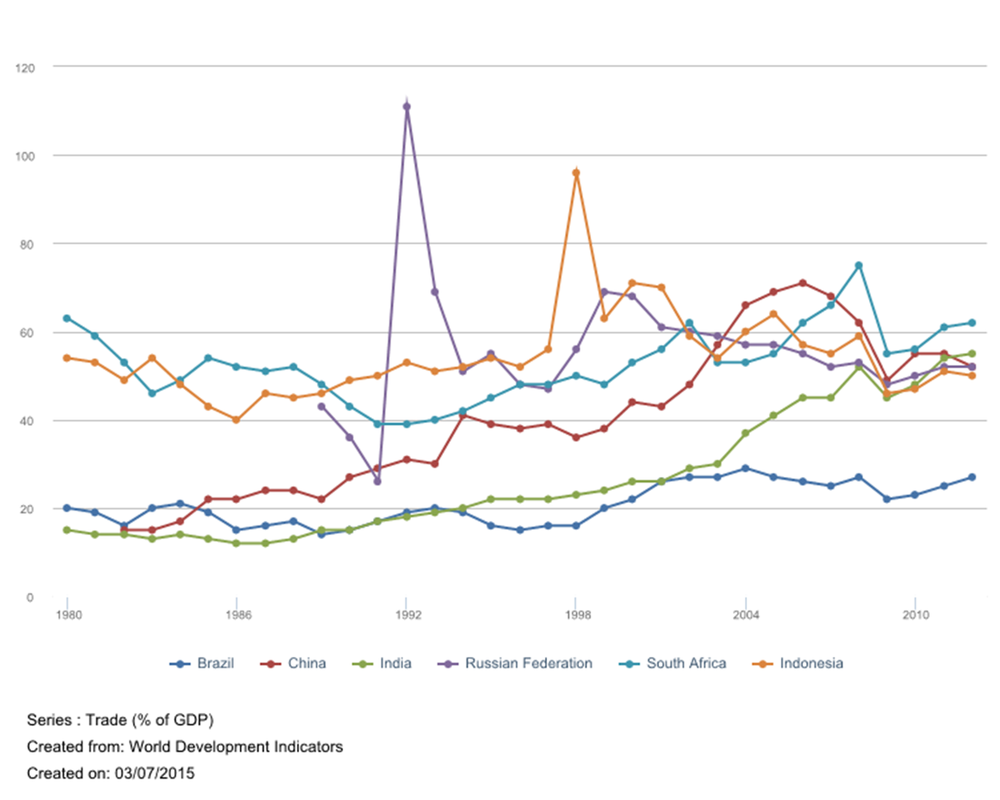 120
100
80
60
40
20
0
1980 1986 1992 1998 2004 2010
Brazil China India Russian Federation South Africa Indonesia
Series : Trade (% of GDP)
Created from: World Development Indicators
Created on: 03/07/2015